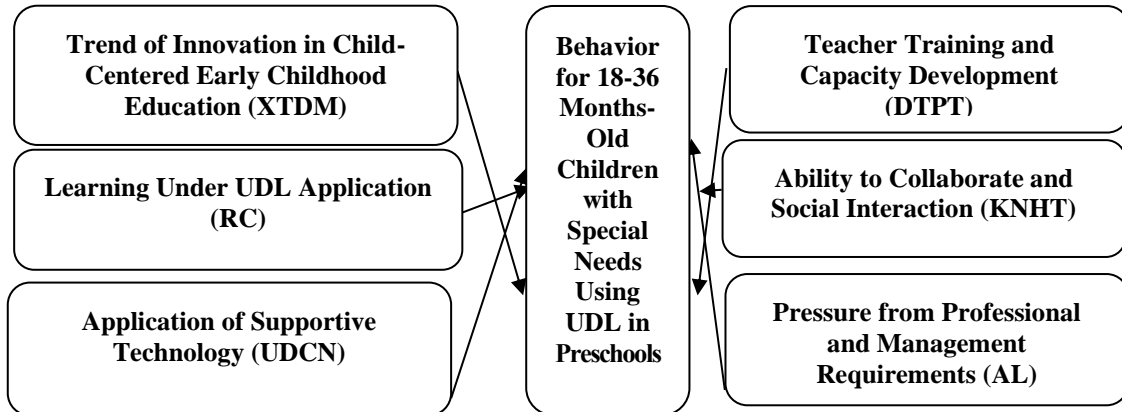 Trend of Innovation in Child-
Centered Early Childhood
Education (XTDM)
Learning Under UDL Application
(RC)
Application of Supportive
Technology (UDCN)
Behavior
for 18-36
Months-
Old
Children
with
Special
Needs
Using
UDL in
Preschools
Teacher Training and
Capacity Development
(DTPT)
Ability to Collaborate and
Social Interaction (KNHT)
Pressure from Professional
and Management
Requirements (AL)